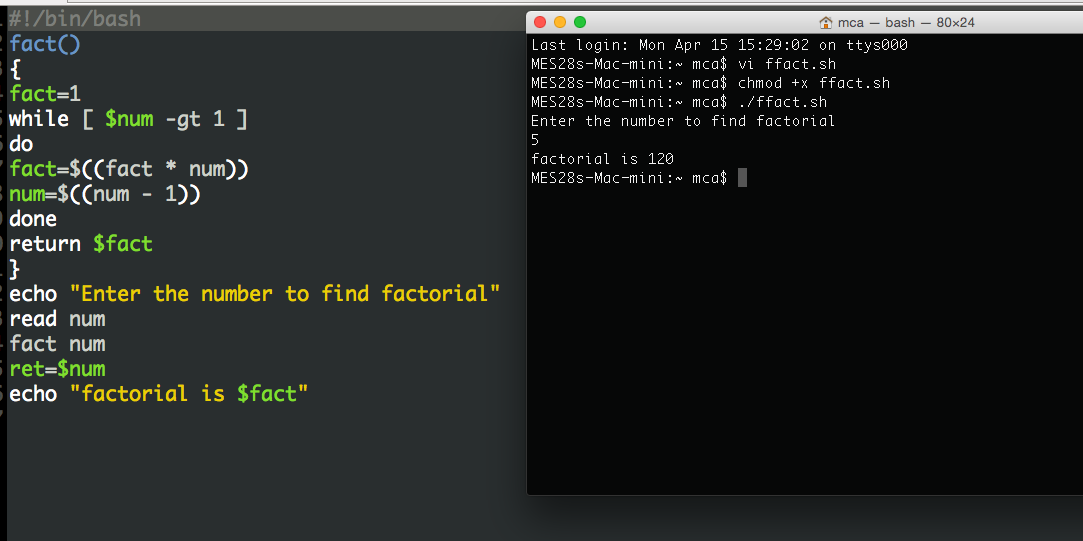 #!/bin/bash
fact()
{
fact=1
while [ $num -gt 1 ]
do
fact=$((fact * num))
num=$((num - 1))
done
return $fact
}
echo "Enter the number to find factorial"
read num
fact num
ret=$num
echo "factorial is $fact"
mca — bash — 80×24
Last login: Mon Apr 15 15:29:02 on ttys000
MES28s-Mac-mini:~ mca$ vi ffact.sh
MES28s-Mac-mini:~ mca$ chmod +x ffact.sh
MES28s-Mac-mini:~ mca$ ./ffact.sh
Enter the number to find factorial
5
factorial is 120
MES28s-Mac-mini:~ mca$